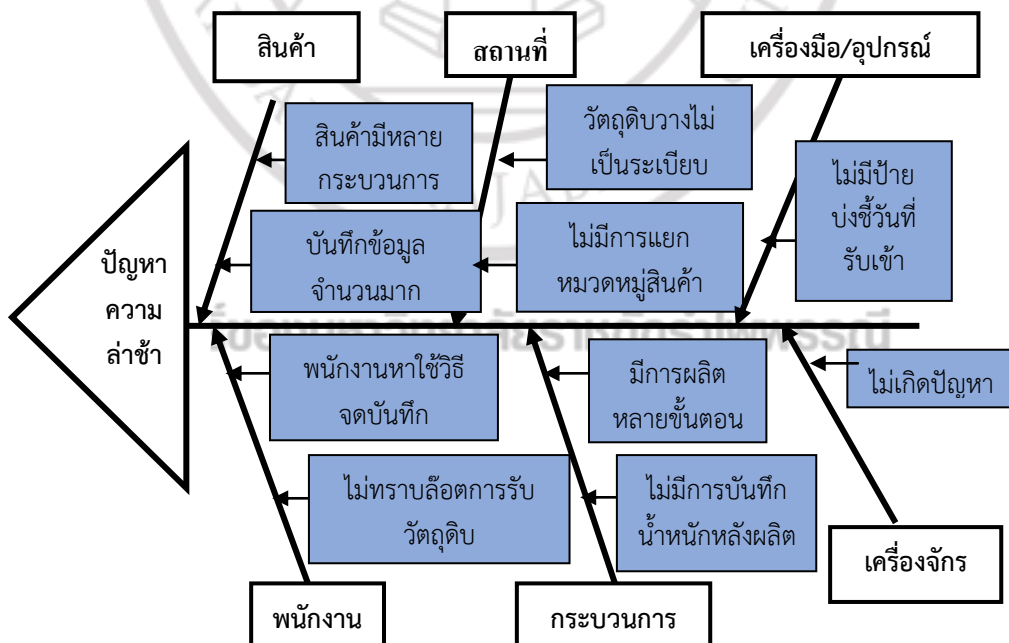 สินค้า
สถานที่
เครื่องมือ/อุปกรณ์
สินค้ามีหลาย
กระบวนการ
วัตถุดิบวางไม่
เป็นระเบียบ
ไม่มีป้าย
บ่งชี้วันที่
รับเข้า
บันทึกข้อมูล
จำนวนมาก
ไม่มีการแยก
หมวดหมู่สินค้า
ปัญหา
ความ
ล่าช้า
พนักงานหาใช้วิธี
จดบันทึก
มีการผลิต
หลายขั้นตอน
ไม่เกิดปัญหา
ไม่ทราบล๊อตการรับ
วัตถุดิบ
ไม่มีการบันทึก
น้ำหนักหลังผลิต
เครื่องจักร
พนักงาน
กระบวนการ